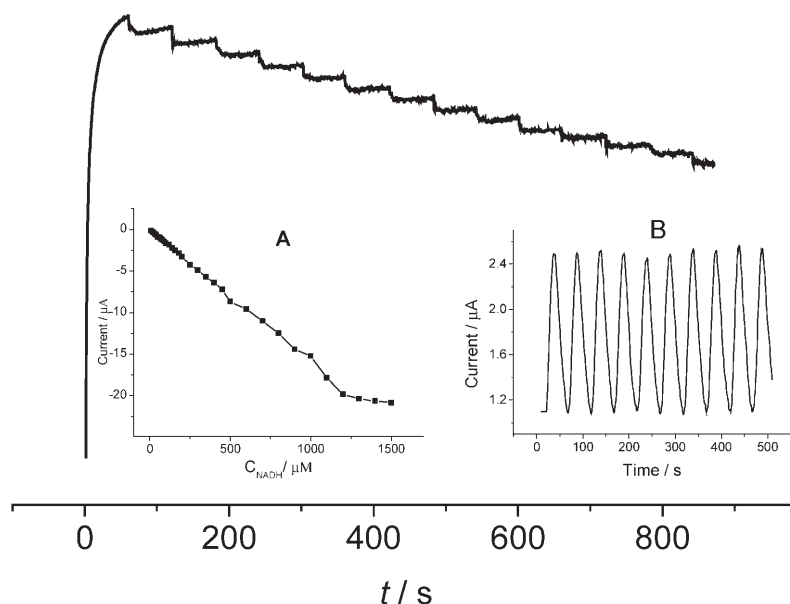 A
0
-5
-10
-15
-20
Current / µA
0 500 1000 1500
C_NADH/ µM
B
2.4
2.0
1.6
1.2
Current / µA
0 100 200 300 400 500
Time / s
0 200 400 600 800
t / s